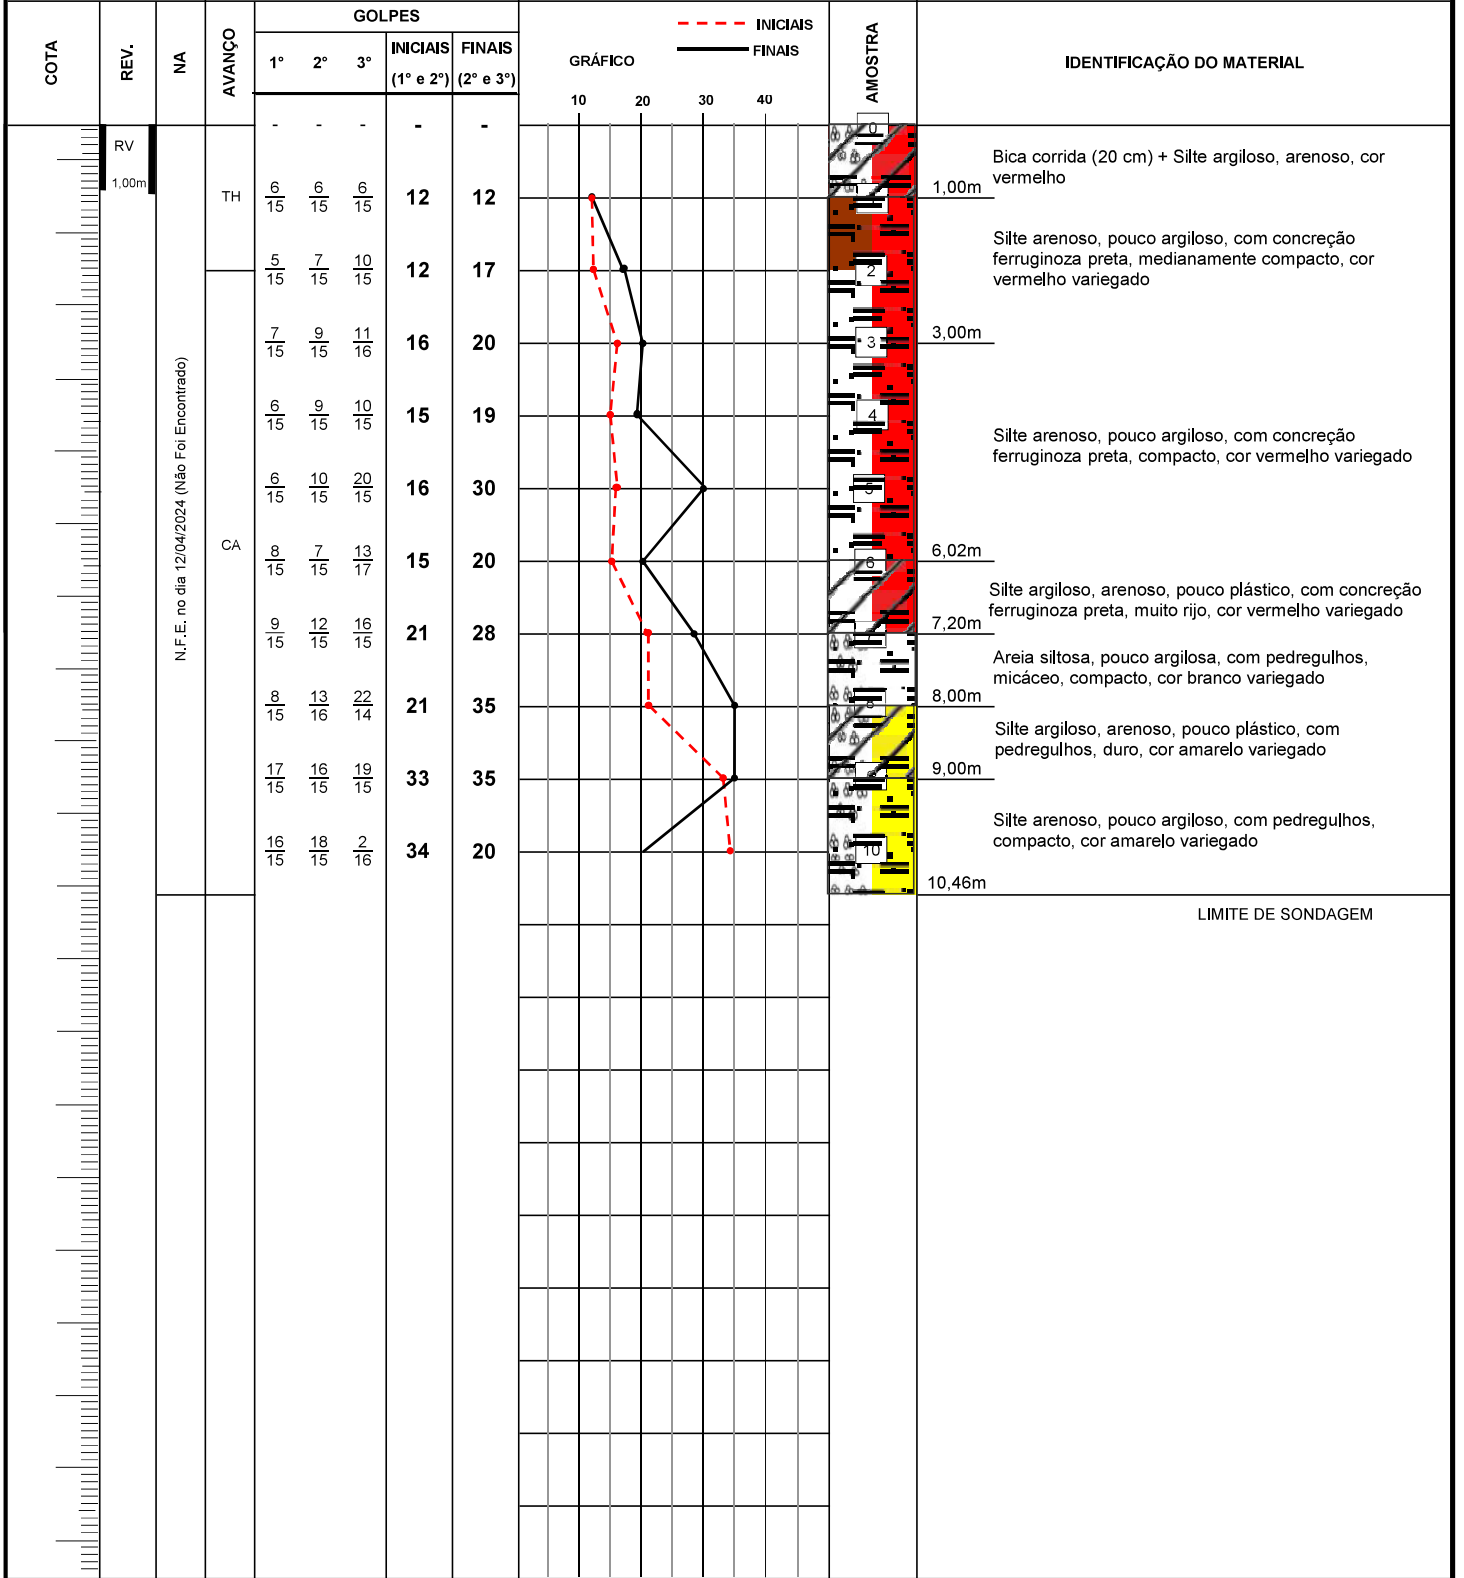 COTA
REV.
NA
AVANÇO
GOLPES
1° 2° 3°
INICIAIS
(1° e 2°)
FINAIS
(2° e 3°)
GRÁFICO
INICIAIS
FINAIS
10 20 30 40
AMOSTRA
IDENTIFICAÇÃO DO MATERIAL
RV
1,00m
N.F.E. no dia 12/04/2024 (Não Foi Encontrado)
TH
CA
- - - - -
6/15 6/15 6/15 12 12
5/15 7/15 10/15 12 17
7/15 9/15 11/16 16 20
6/15 9/15 10/15 15 19
6/15 10/15 20/15 16 30
8/15 7/15 13/17 15 20
9/15 12/15 16/15 21 28
8/15 13/16 22/14 21 35
17/15 16/15 19/15 33 35
16/15 18/15 2/16 34 20
0
2
3
4
5
6
10
Bica corrida (20 cm) + Silte argiloso, arenoso, cor
vermelho
1,00m
Silte arenoso, pouco argiloso, com concreção
ferruginoza preta, medianamente compacto, cor
vermelho variegado
3,00m
Silte arenoso, pouco argiloso, com concreção
ferruginoza preta, compacto, cor vermelho variegado
6,02m
Silte argiloso, arenoso, pouco plástico, com concreção
ferruginoza preta, muito rijo, cor vermelho variegado
7,20m
Areia siltosa, pouco argilosa, com pedregulhos,
micáceo, compacto, cor branco variegado
8,00m
Silte argiloso, arenoso, pouco plástico, com
pedregulhos, duro, cor amarelo variegado
9,00m
Silte arenoso, pouco argiloso, com pedregulhos,
compacto, cor amarelo variegado
10,46m
LIMITE DE SONDAGEM